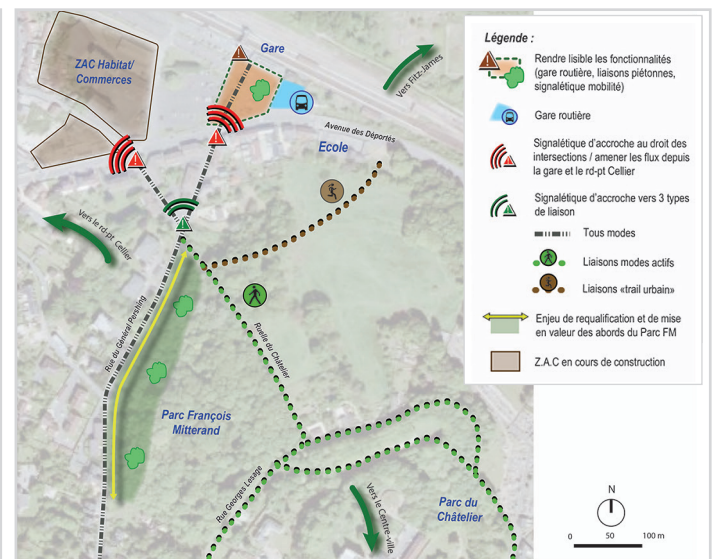 ZAC Habitat/
Commerces
Gare
Vers Fitz-James
Avenue des Déportés
Ecole
Vers le rd-pt. Cellier
Rue du Général Pershing
Ruelle du Châtelier
Parc François
Mitterrand
Rue Georges Lesage
Vers le Centre-ville
Parc du
Châtelier
Légende :
Rendre lisible les fonctionnalités
(gare routière, liaisons piétonnes,
signalétique mobilité)
Gare routière
Signalétique d'accroche au droit des
intersections / amener les flux depuis
la gare et le rd-pt Cellier
Signalétique d'accroche vers 3 types
de liaison
Tous modes
Liaisons modes actifs
Liaisons «trail urbain»
Enjeu de requalification et de mise
en valeur des abords du Parc FM
Z.A.C en cours de construction
N
0 50 100 m